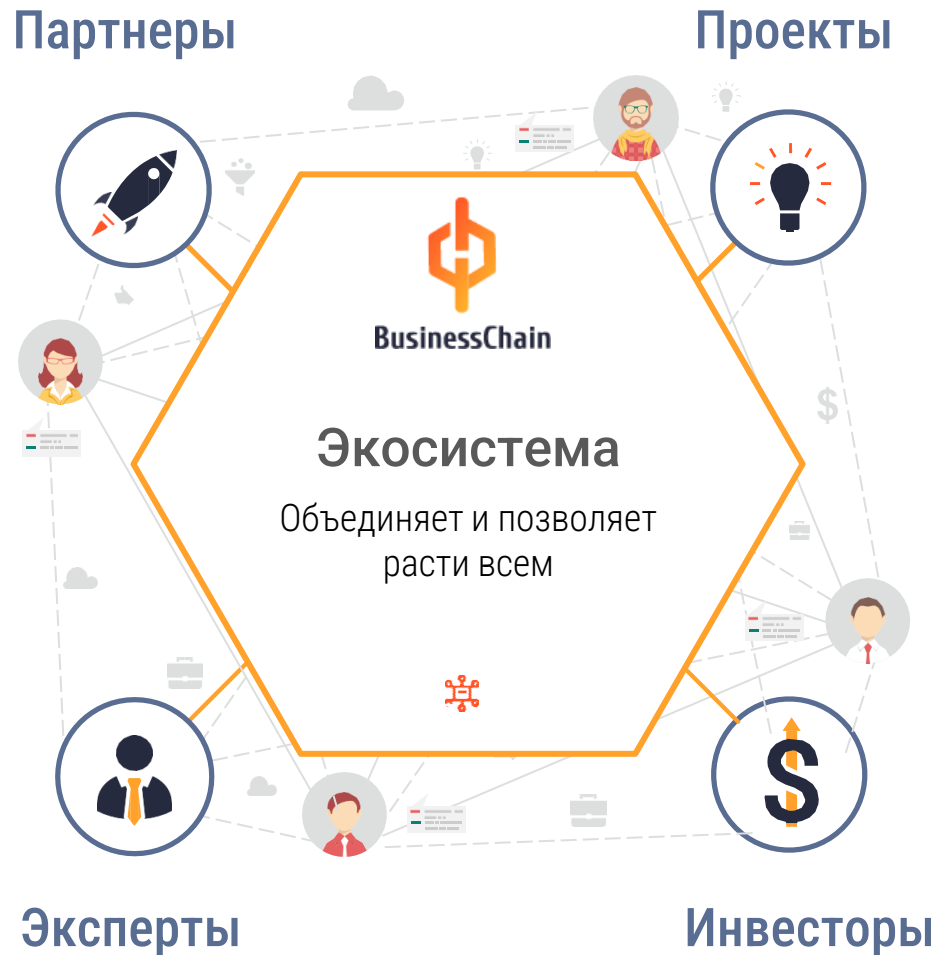 Партнеры
Проекты
BusinessChain
Экосистема
Объединяет и позволяет
расти всем
Эксперты
Инвесторы